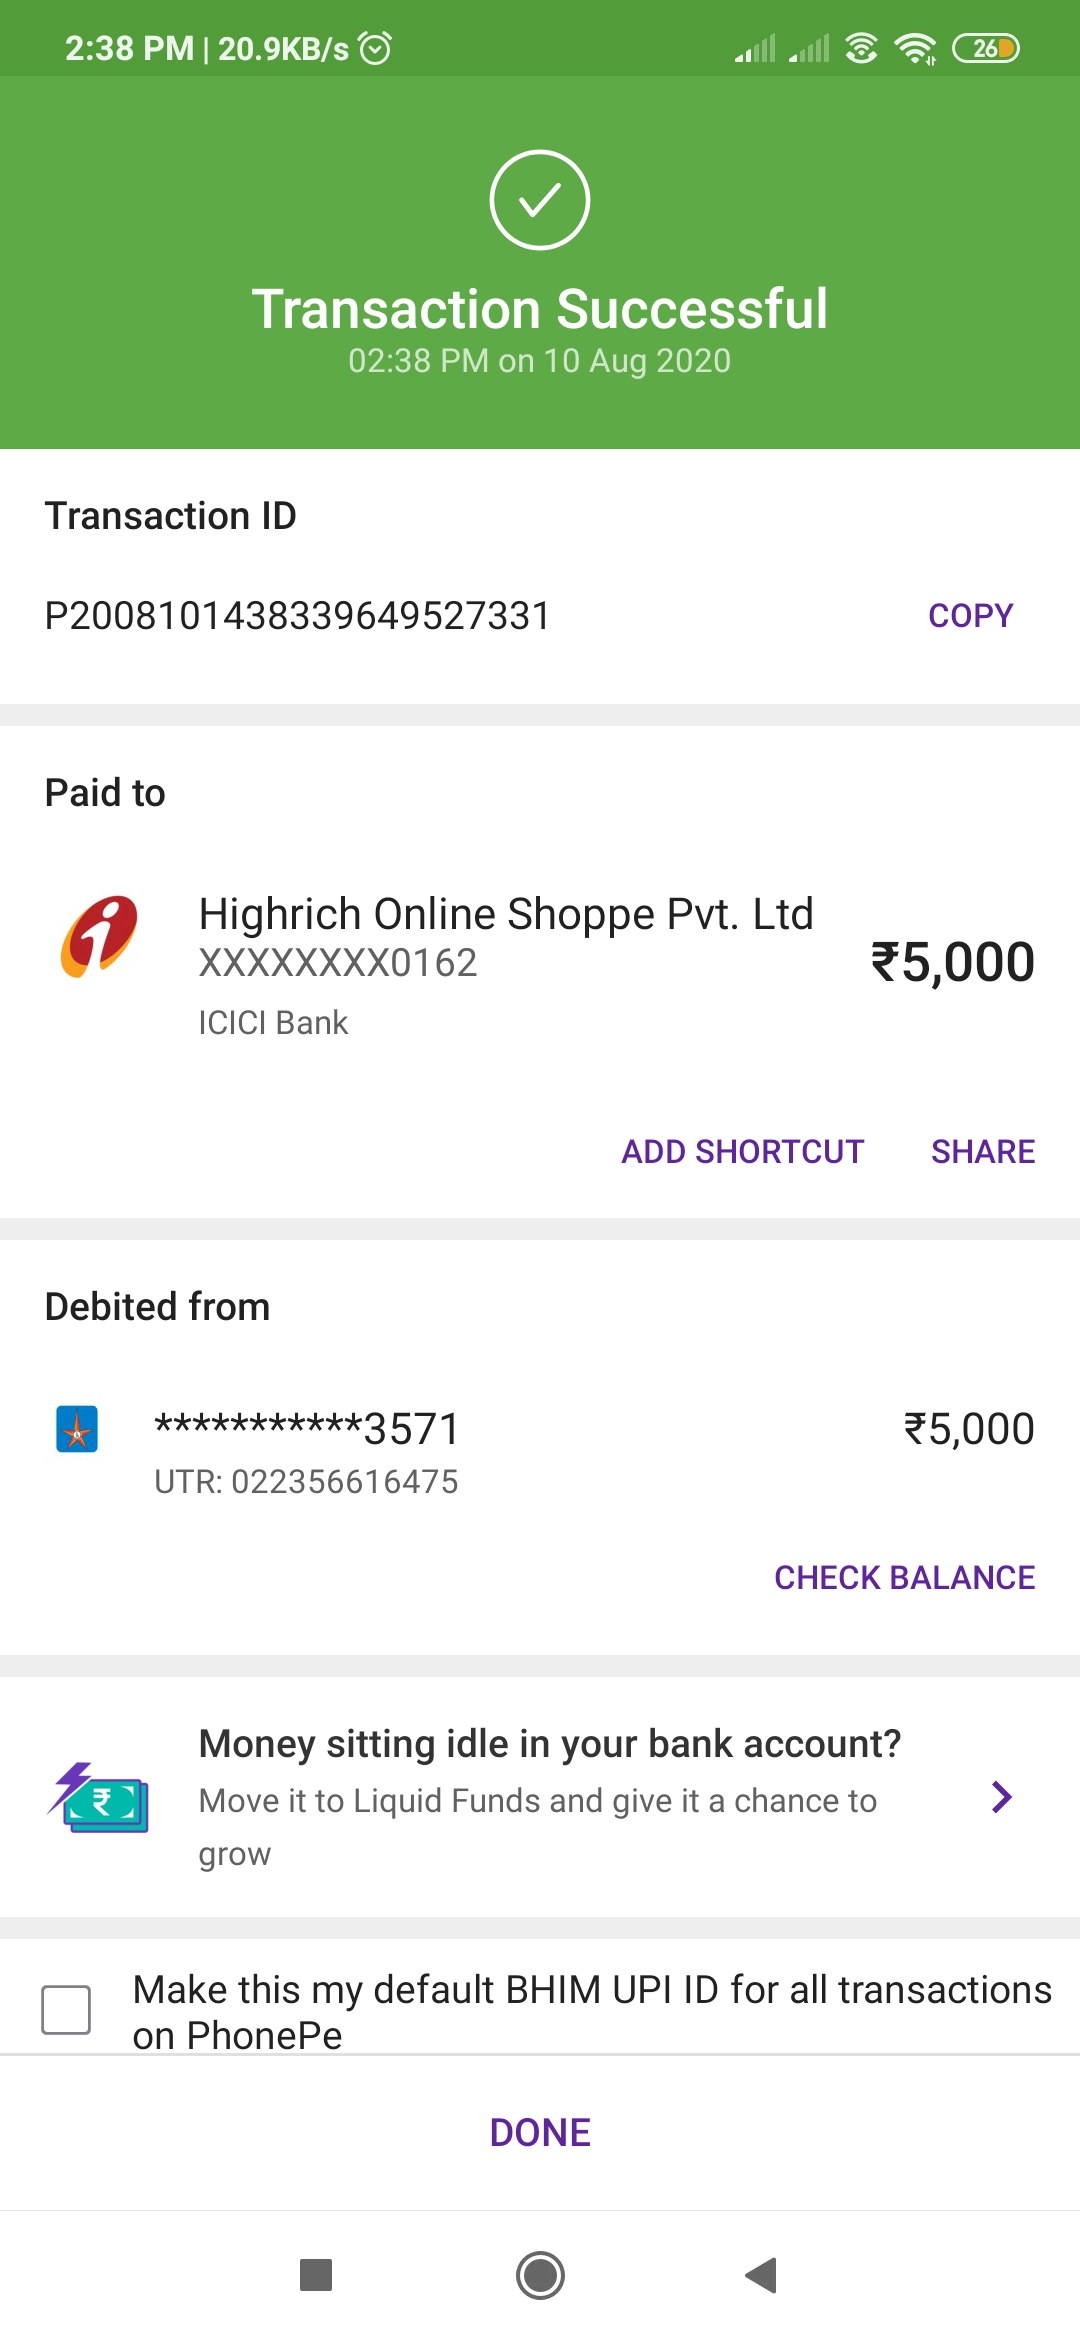 2:38 PM | 20.9KB/s
26
Transaction Successful
02:38 PM on 10 Aug 2020
Transaction ID
P2008101438339649527331
COPY
Paid to
Highrich Online Shoppe Pvt. Ltd
XXXXXXXX0162
₹5,000
ICICI Bank
ADD SHORTCUT SHARE
Debited from
***********3571 ₹5,000
UTR: 022356616475
CHECK BALANCE
Money sitting idle in your bank account?
Move it to Liquid Funds and give it a chance to
grow
Make this my default BHIM UPI ID for all transactions
on PhonePe
DONE